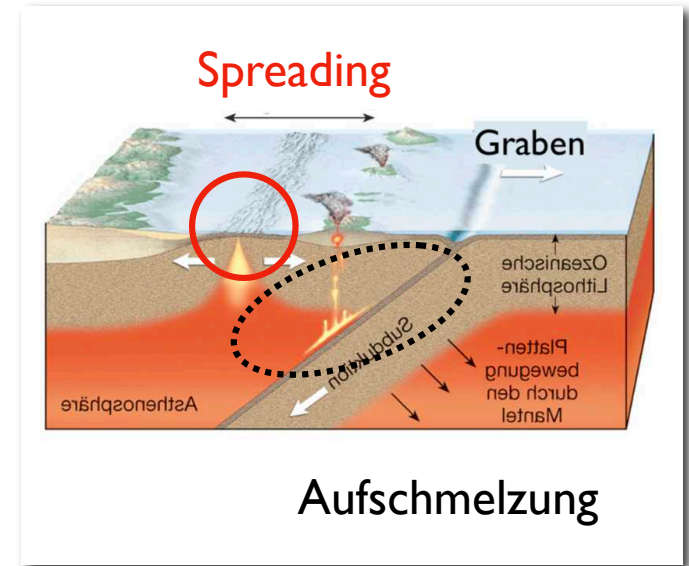 Spreading
Graben
Ozeanische
Lithosphäre
Subduktion
Platten-
bewegung
durch den
Mantel
Asthenosphäre
Aufschmelzung